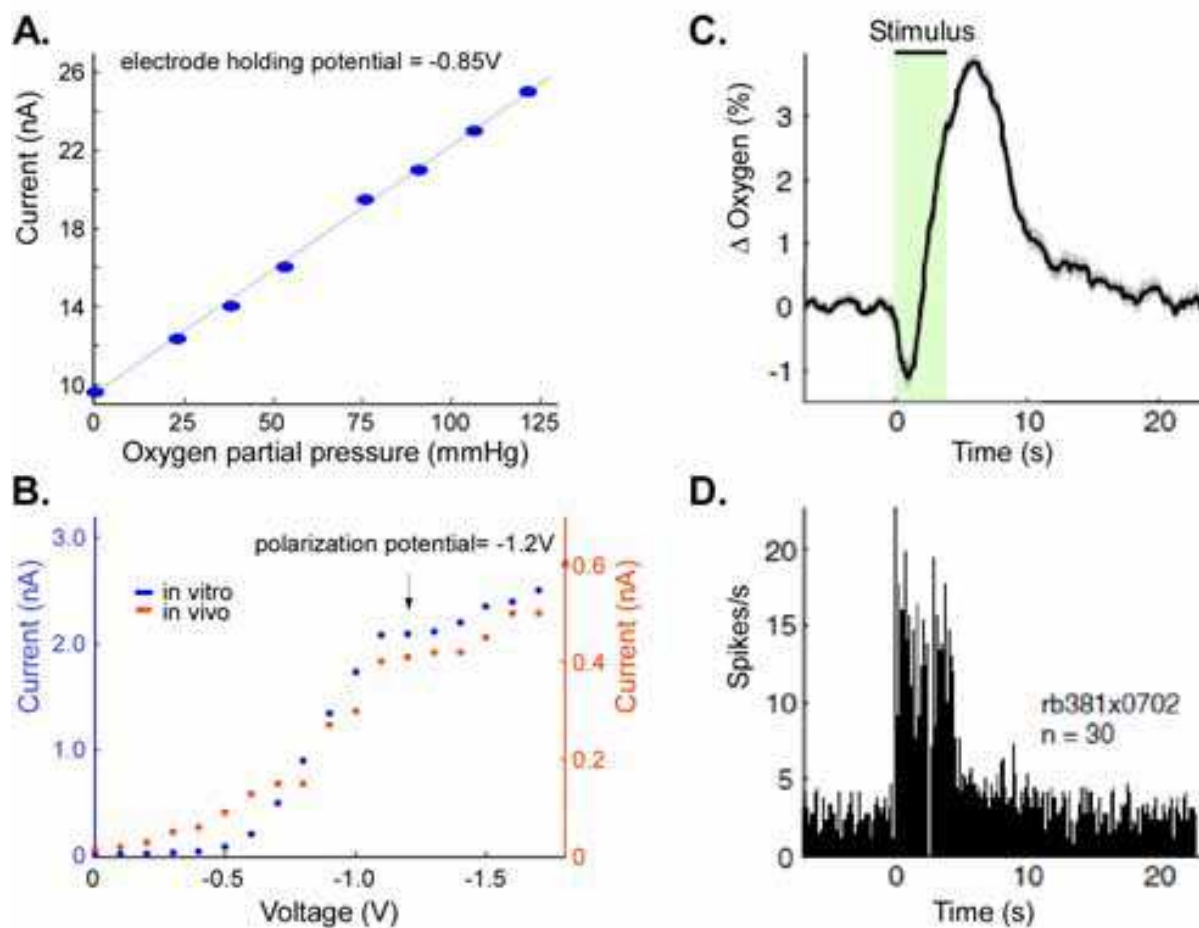 A.
electrode holding potential = -0.85V
Current (nA)
26
22
18
14
10
0
25
50
75
100
125
Oxygen partial pressure (mmHg)
B.
polarization potential= -1.2V
in vitro
in vivo
Current (nA)
3.0
2.0
1.0
0
Current (nA)
0.6
0.4
0.2
0
0
-0.5
-1.0
-1.5
Voltage (V)
C.
Stimulus
Δ Oxygen (%)
3
2
1
0
-1
0
10
20
Time (s)
D.
Spikes/s
20
15
10
5
0
rb381x0702
n = 30
0
10
20
Time (s)